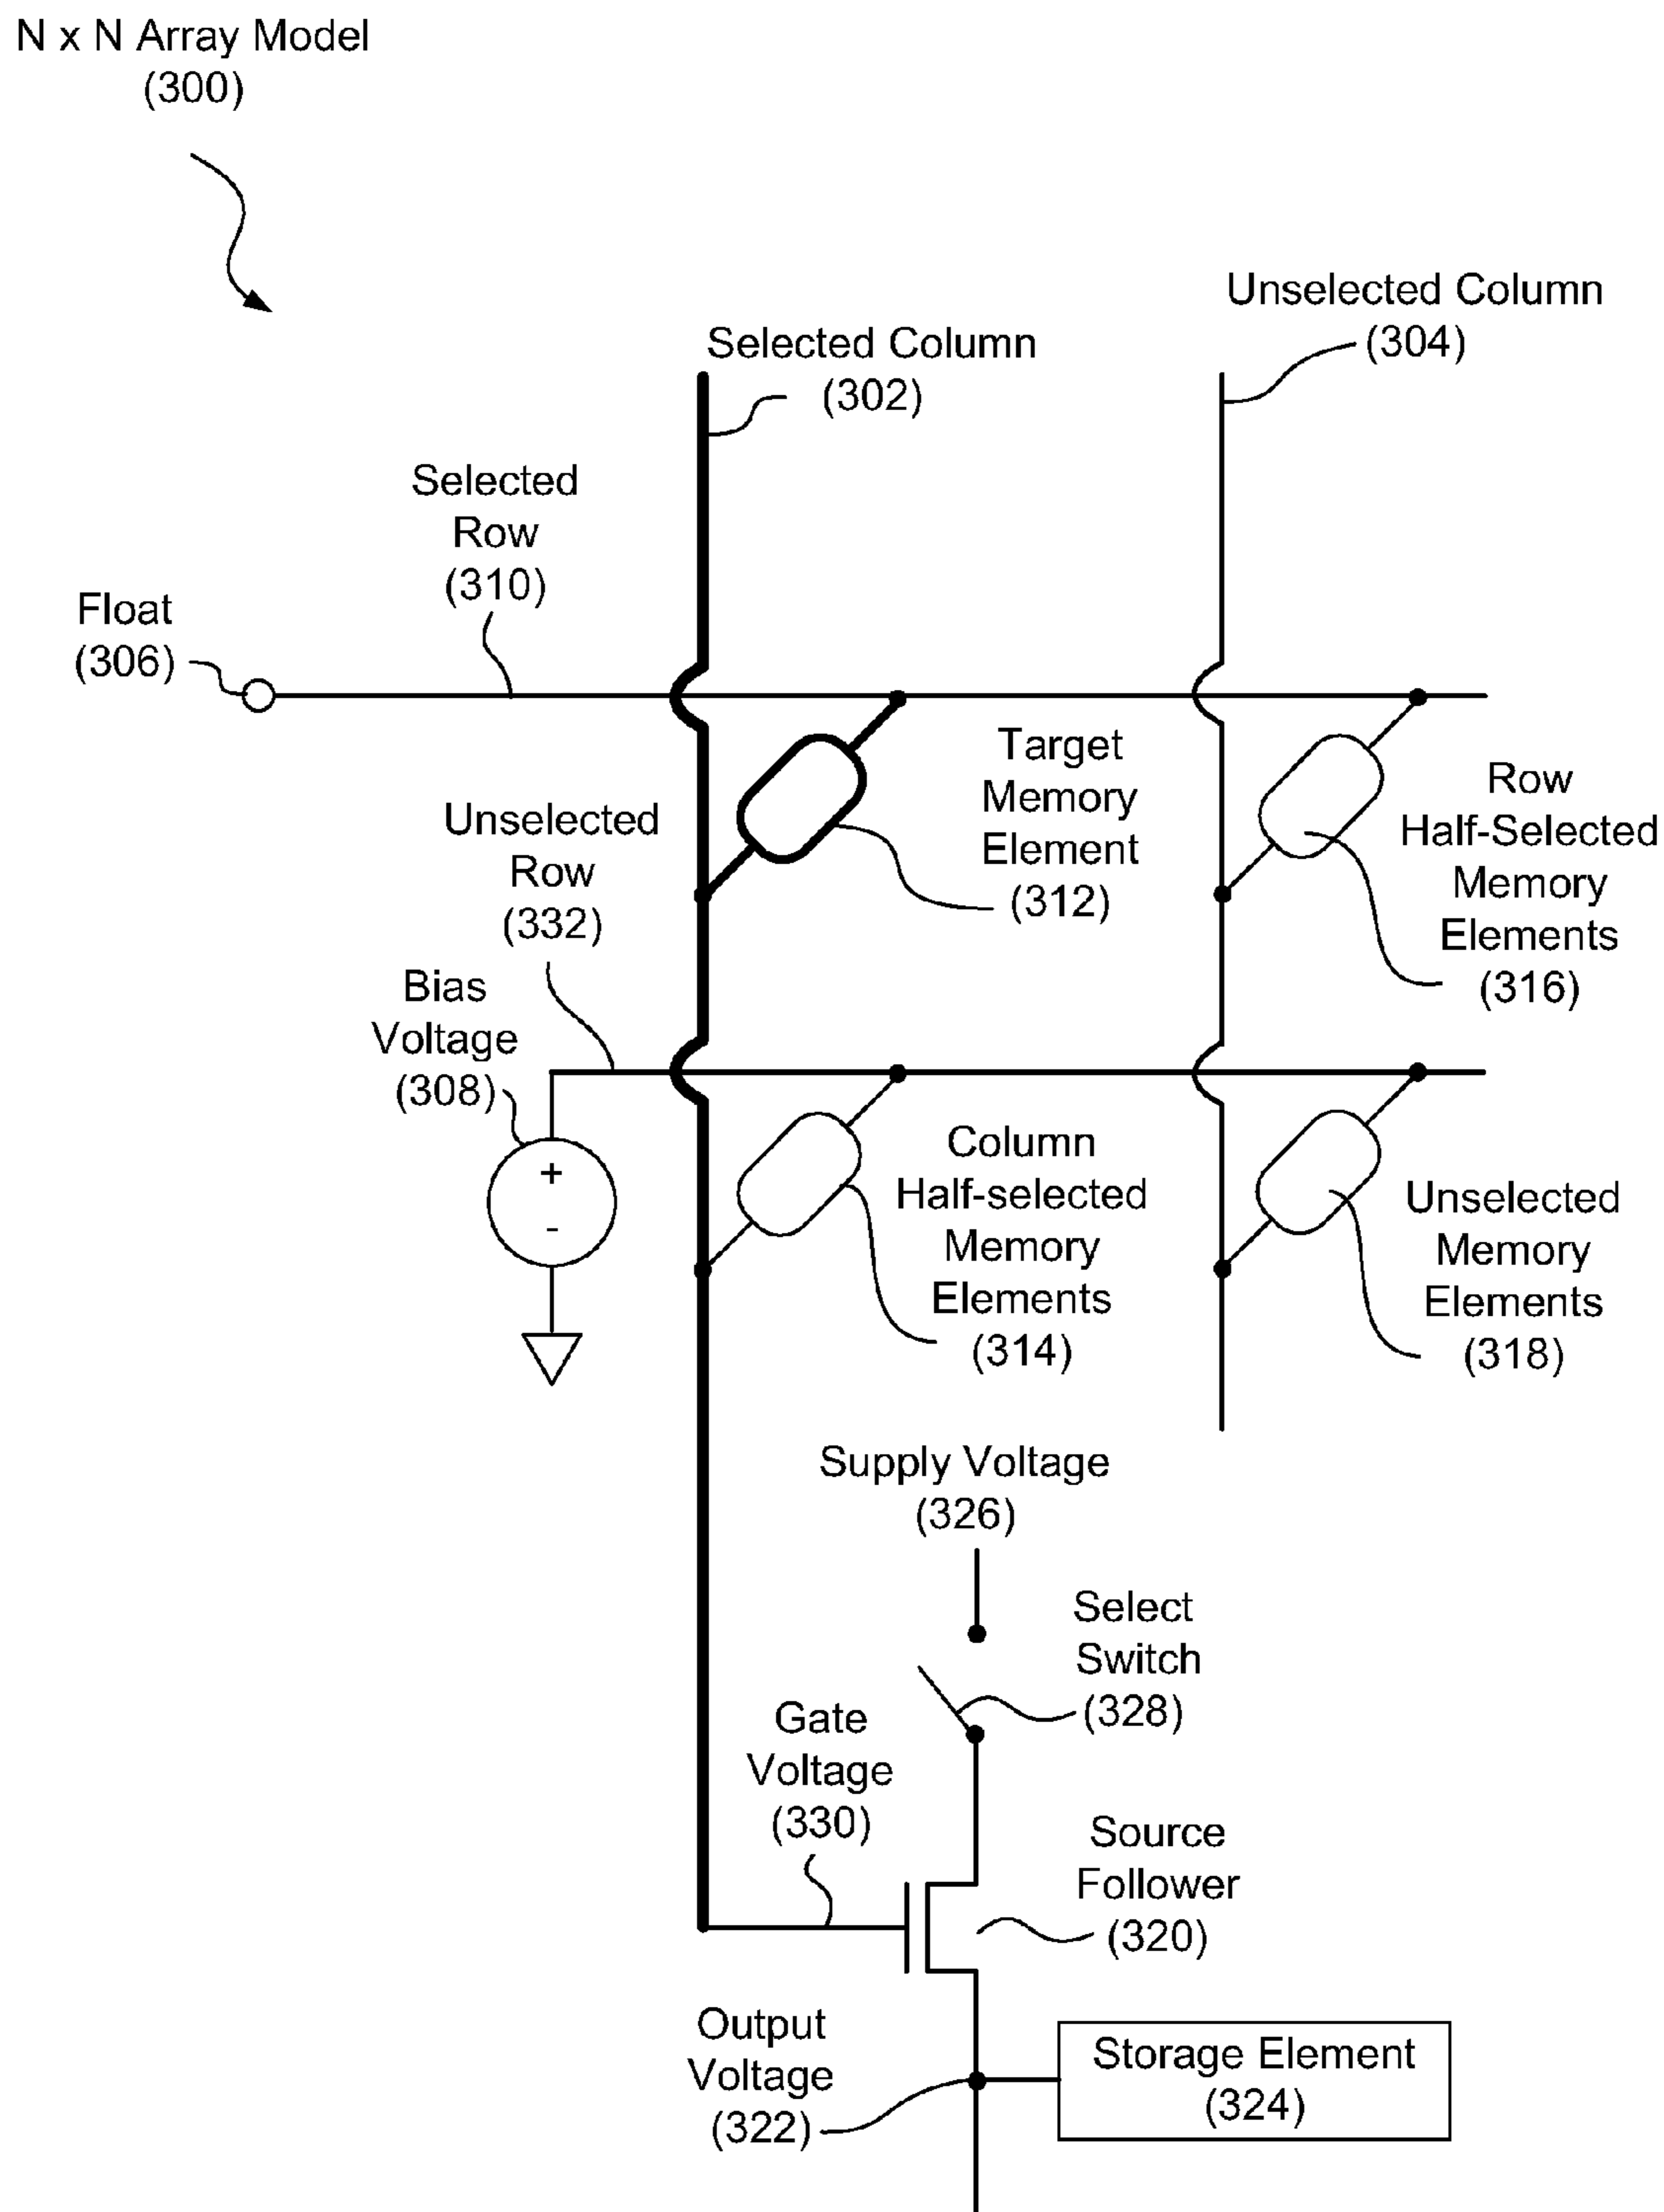 N x N Array Model
(300)
Unselected Column
(304)
Selected Column
(302)
Selected
Row
(310)
Float
(306)
Target
Memory
Element
(312)
Row
Half-Selected
Memory
Elements
(316)
Unselected
Row
(332)
Bias
Voltage
(308)
+
-
Column
Half-selected
Memory
Elements
(314)
Unselected
Memory
Elements
(318)
Supply Voltage
(326)
Select
Switch
(328)
Gate
Voltage
(330)
Source
Follower
(320)
Output
Voltage
(322)
Storage Element
(324)